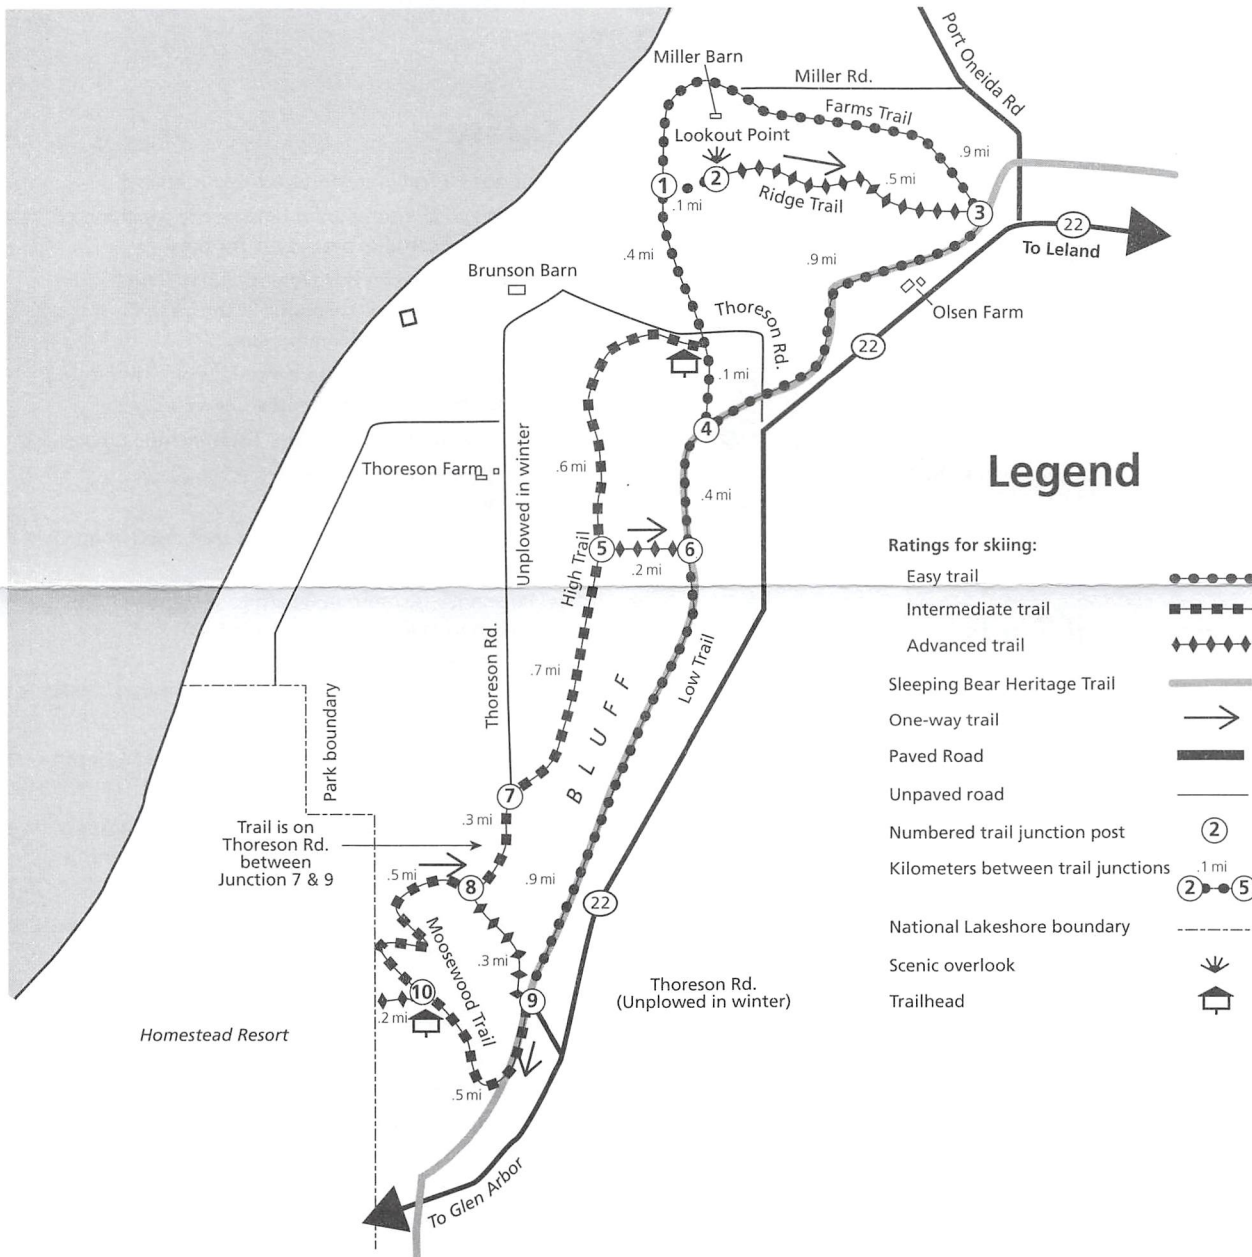 Port Oneida Rd
Miller Barn
Miller Rd.
Farms Trail
Lookout Point
.9 mi
1
2
.5 mi
.1 mi
Ridge Trail
3
22
To Leland
.4 mi
.9 mi
Brunson Barn
Thoreson Rd.
Olsen Farm
22
.1 mi
4
Thoreson Farm
Unplowed in winter
.6 mi
.4 mi
High Trail
5
6
.2 mi
Thoreson Rd.
.7 mi
BLUFF
Low Trail
Park boundary
7
.3 mi
Trail is on
Thoreson Rd.
between
Junction 7 & 9
.5 mi
8
.9 mi
22
Moosewood Trail
.3 mi
10
9
.2 mi
Thoreson Rd.
(Unplowed in winter)
Homestead Resort
.5 mi
To Glen Arbor
Legend
Ratings for skiing:
Easy trail
Intermediate trail
Advanced trail
Sleeping Bear Heritage Trail
One-way trail
Paved Road
Unpaved road
Numbered trail junction post 2
Kilometers between trail junctions .1 mi
2 5
National Lakeshore boundary
Scenic overlook
Trailhead